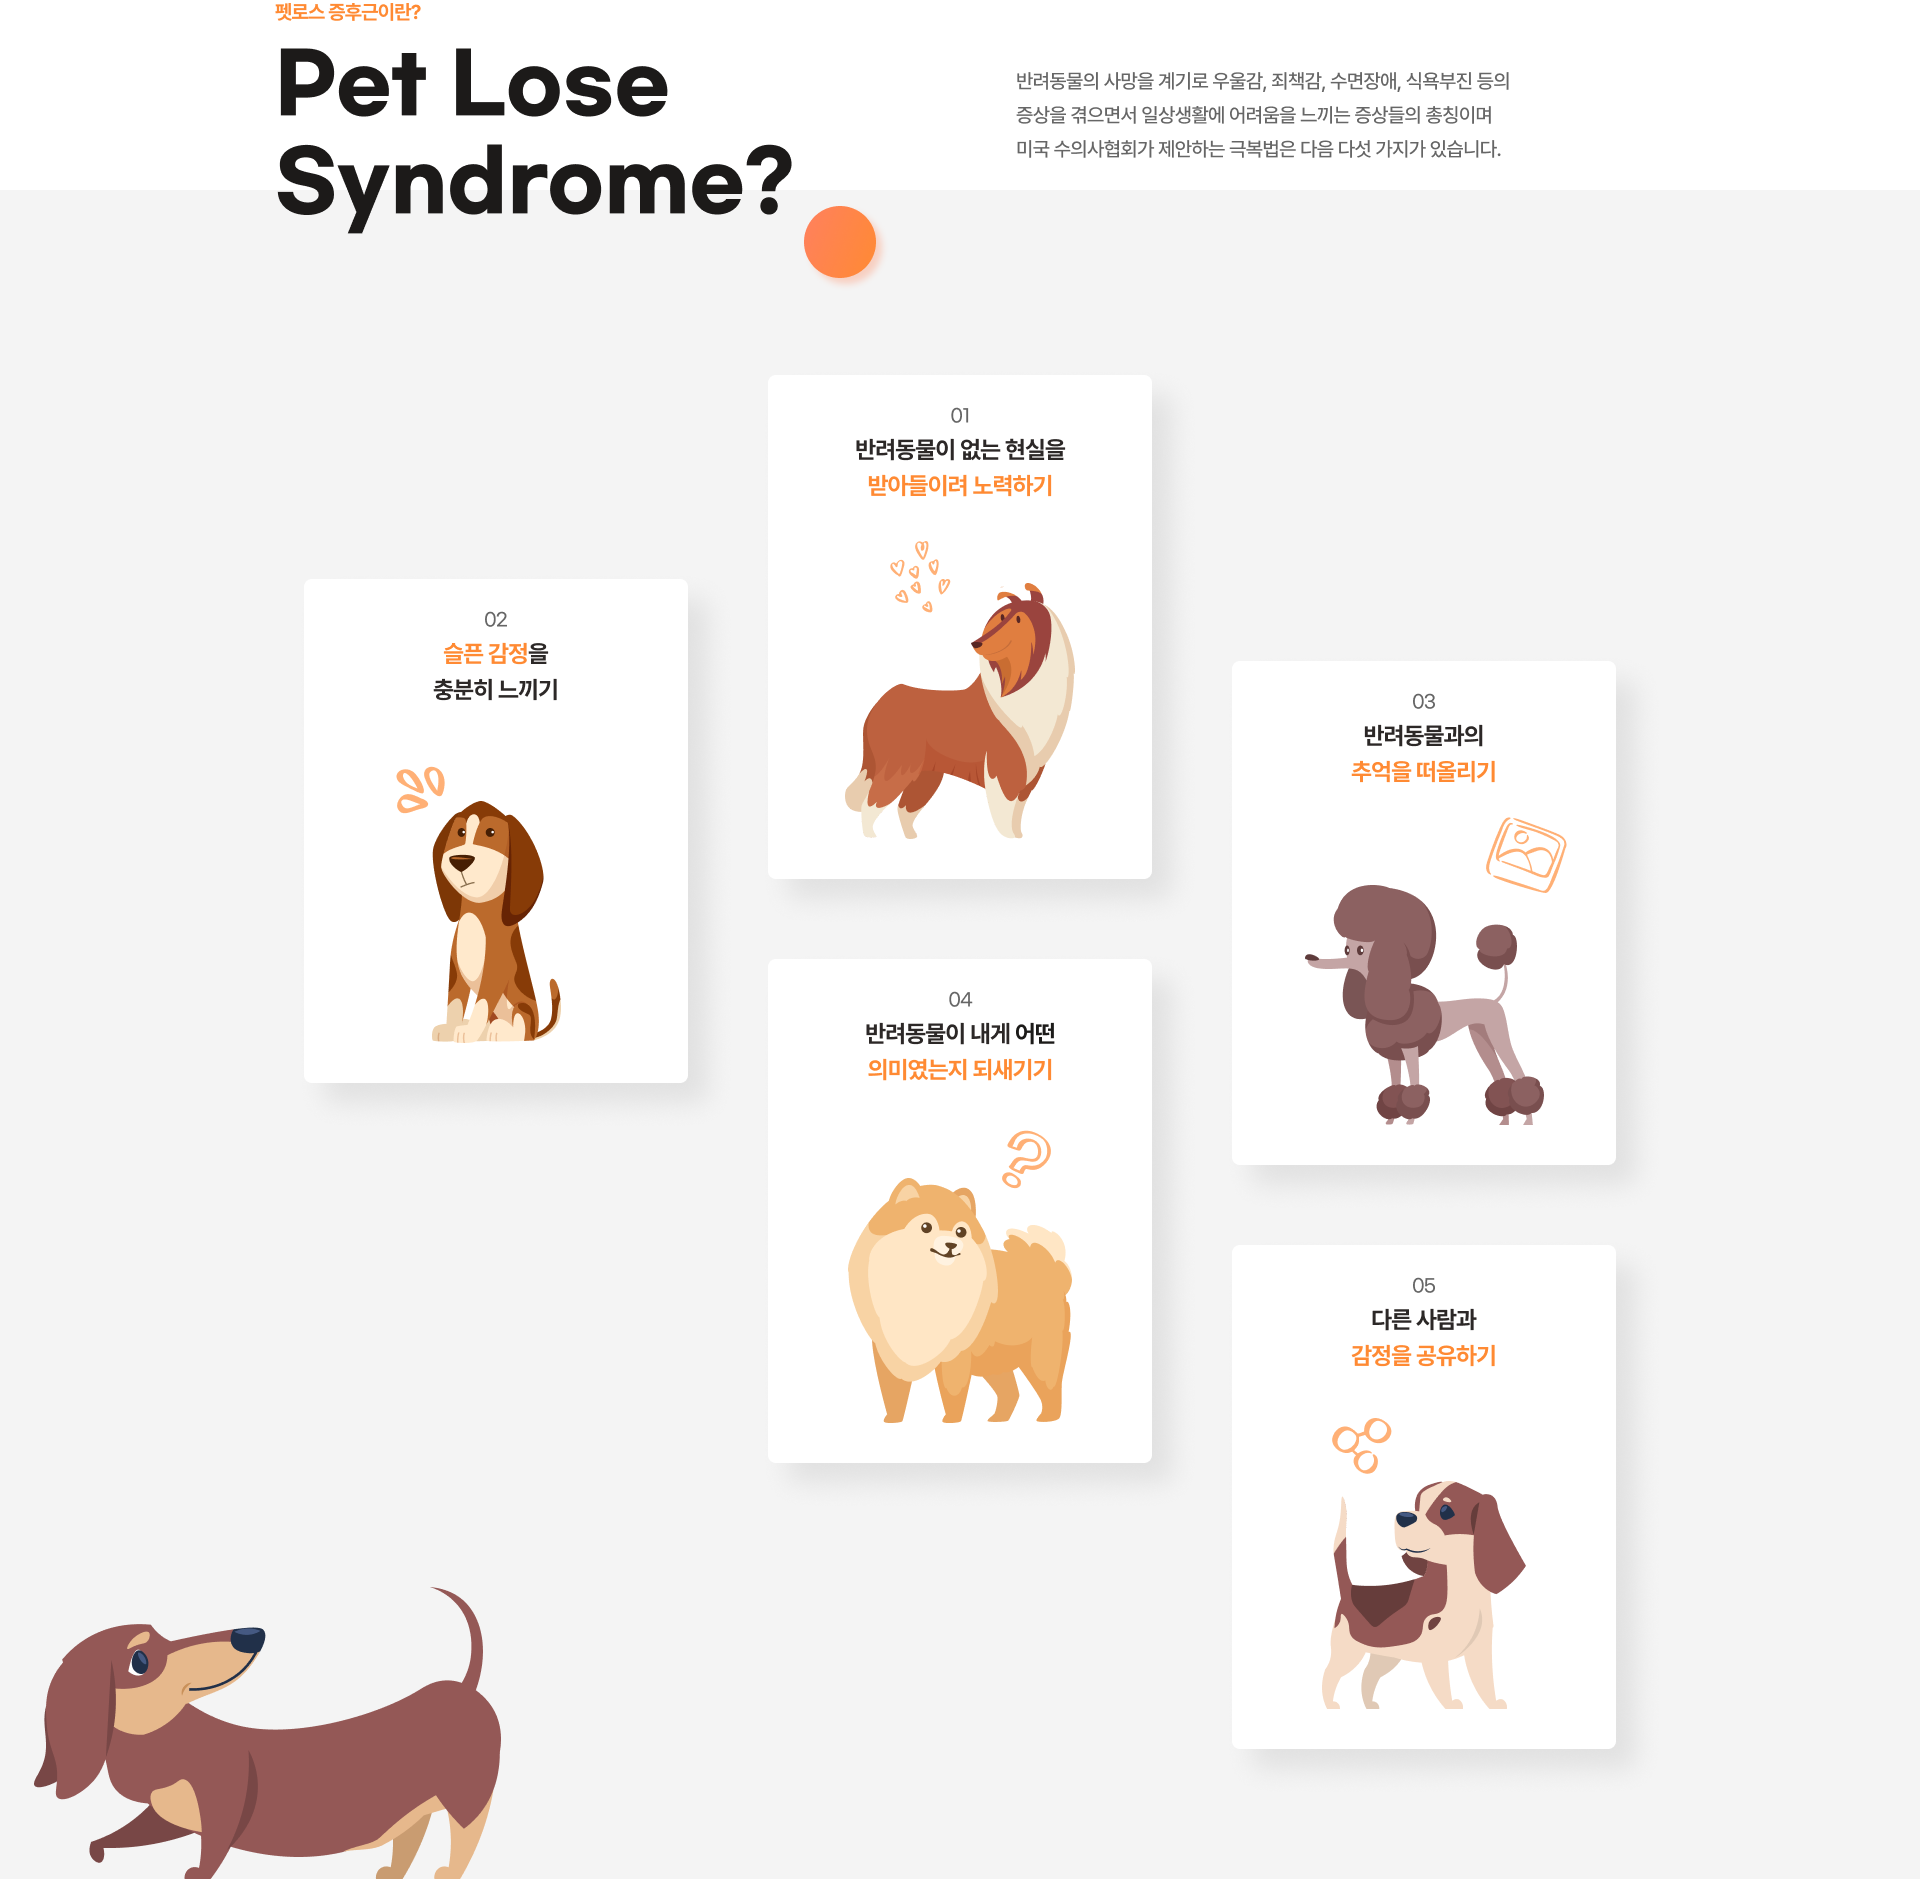 펫로스 증후근이란?
Pet Lose
Syndrome?
반려동물의 사망을 계기로 우울감, 죄책감, 수면장애, 식욕부진 등의
증상을 겪으면서 일상생활에 어려움을 느끼는 증상들의 총칭이며
미국 수의사협회가 제안하는 극복법은 다음 다섯 가지가 있습니다.
01
반려동물이 없는 현실을
받아들이려 노력하기
02
슬픈 감정을
충분히 느끼기
03
반려동물과의
추억을 떠올리기
04
반려동물이 내게 어떤
의미였는지 되새기기
05
다른 사람과
감정을 공유하기